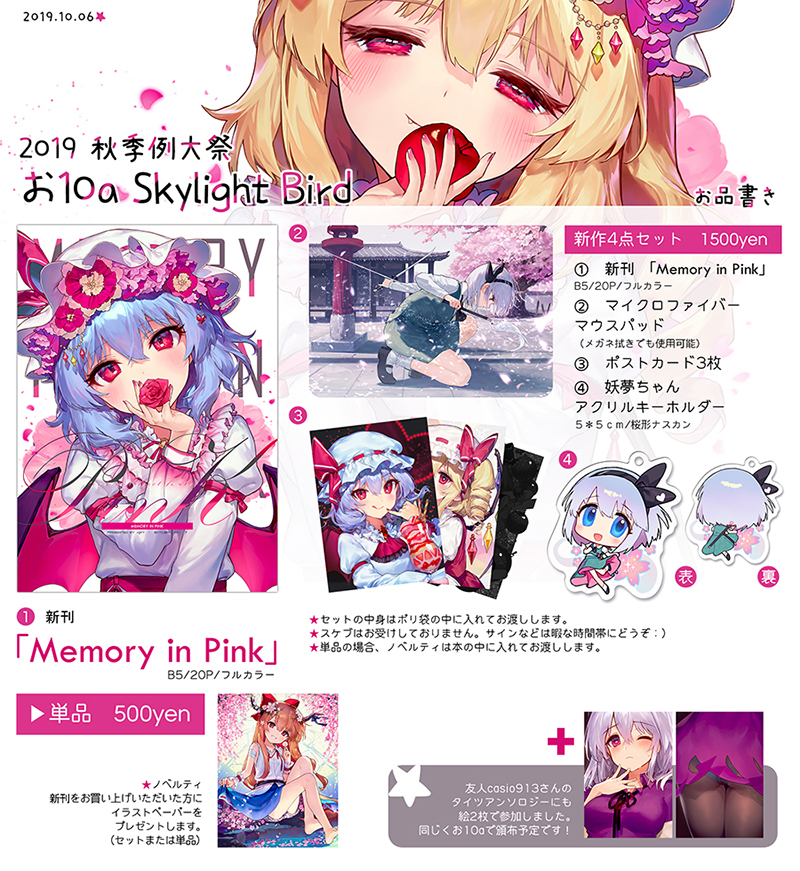 2019.10.06★
2019 秋季例大祭
お10a Skylight Bird
お品書き
MEMORY IN PINK
② 
新作4点セット 1500yen
① 新刊 「Memory in Pink」
B5/20P/フルカラー
② マイクロファイバー
マウスパッド
(メガネ拭きでも使用可能)
③ ポストカード3枚
④ 妖夢ちゃん
アクリルキーホルダー
5*5cm/桜形ナスカン
③
④
表
裏
① 新刊
「Memory in Pink」
B5/20P/フルカラー
★セットの中身はポリ袋の中に入れてお渡しします。
★スケブはお受けしておりません。サインなどは暇な時間帯にどうぞ:)
★単品の場合、ノベルティは本の中に入れてお渡しします。
▶単品 500yen
★ノベルティ
新刊をお買い上げいただいた方に
イラストペーパーを
プレゼントします。
(セットまたは単品)
+
友人casio913さんの
タイツアンソロジーにも
絵2枚で参加しました。
同じくお10aで頒布予定です!